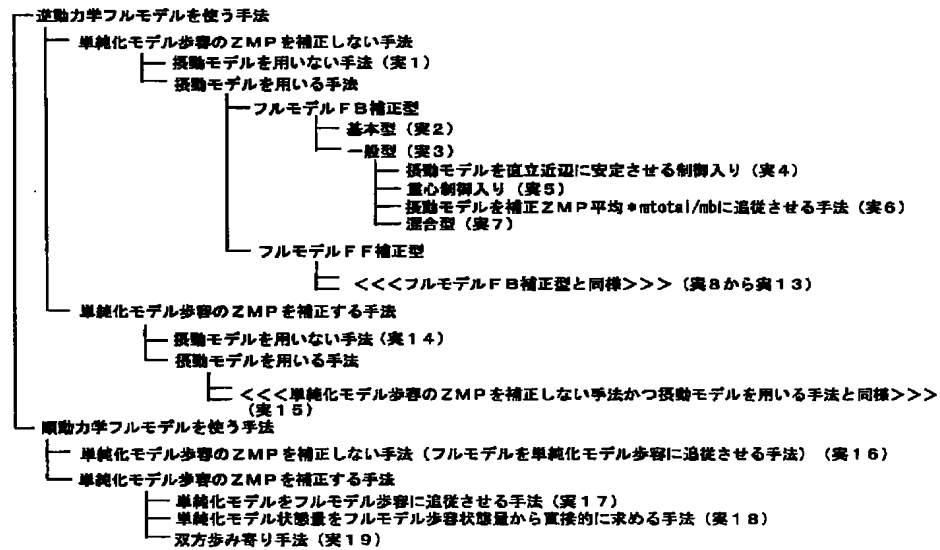 逆動力学フルモデルを使う手法
単純化モデル歩容のZMPを補正しない手法
摂動モデルを用いない手法(実1)
摂動モデルを用いる手法
フルモデルFB補正型
基本型(実2)
一般型(実3)
摂動モデルを直立近辺に安定させる制御入り(実4)
重心制御入り(実5)
摂動モデルを補正ZMP平均*mtotal/mbに追従させる手法(実6)
混合型(実7)
フルモデルFF補正型
<<<フルモデルFB補正型と同様>>>(実8から実13)
単純化モデル歩容のZMPを補正する手法
摂動モデルを用いない手法(実14)
摂動モデルを用いる手法
<<<単純化モデル歩容のZMPを補正しない手法かつ摂動モデルを用いる手法と同様>>>
(実15)
順動力学フルモデルを使う手法
単純化モデル歩容のZMPを補正しない手法(フルモデルを単純化モデル歩容に追従させる手法)(実16)
単純化モデル歩容のZMPを補正する手法
単純化モデルをフルモデル歩容に追従させる手法(実17)
単純化モデル状態量をフルモデル歩容状態量から直接的に求める手法(実18)
双方歩み寄り手法(実19)